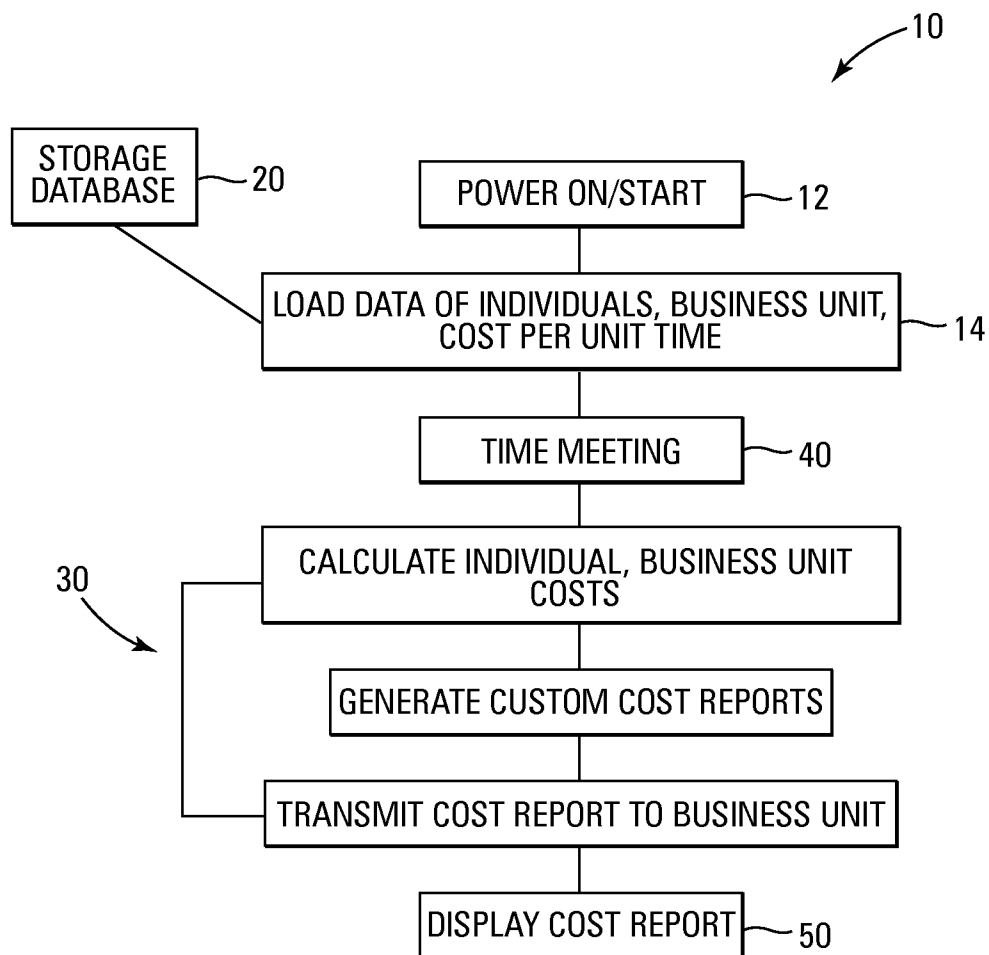 10
STORAGE
DATABASE
20
POWER ON/START
12
LOAD DATA OF INDIVIDUALS, BUSINESS UNIT,
COST PER UNIT TIME
14
TIME MEETING
40
CALCULATE INDIVIDUAL, BUSINESS UNIT
COSTS
30
GENERATE CUSTOM COST REPORTS
TRANSMIT COST REPORT TO BUSINESS UNIT
DISPLAY COST REPORT
50